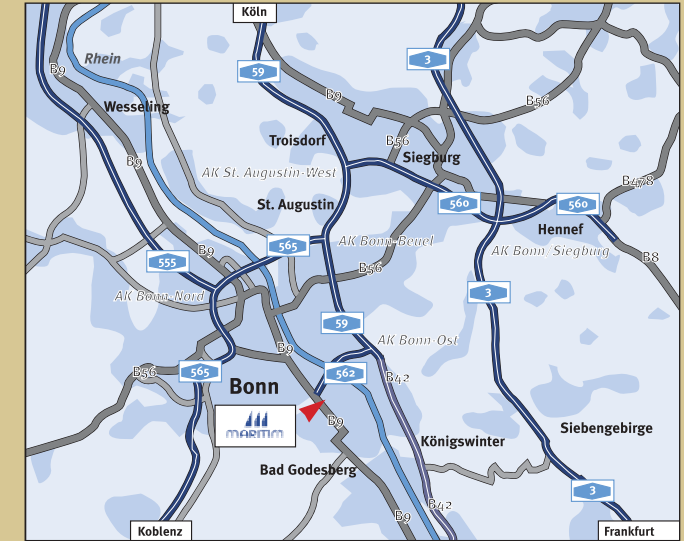 Köln
Rhein
3
B9
59
B9
B56
Wesseling
Troisdorf
B56
Siegburg
B9
AK St. Augustin-West
B478
St. Augustin
560
560
Hennef
565
AK Bonn-Beuel
B9
AK Bonn/Siegburg
B8
555
B56
AK Bonn-Nord
3
59
AK Bonn-Ost
B9
B56
565
562
B42
Bonn
MARITIM
B9
Siebengebirge
Königswinter
Bad Godesberg
3
B42
B9
Koblenz
Frankfurt